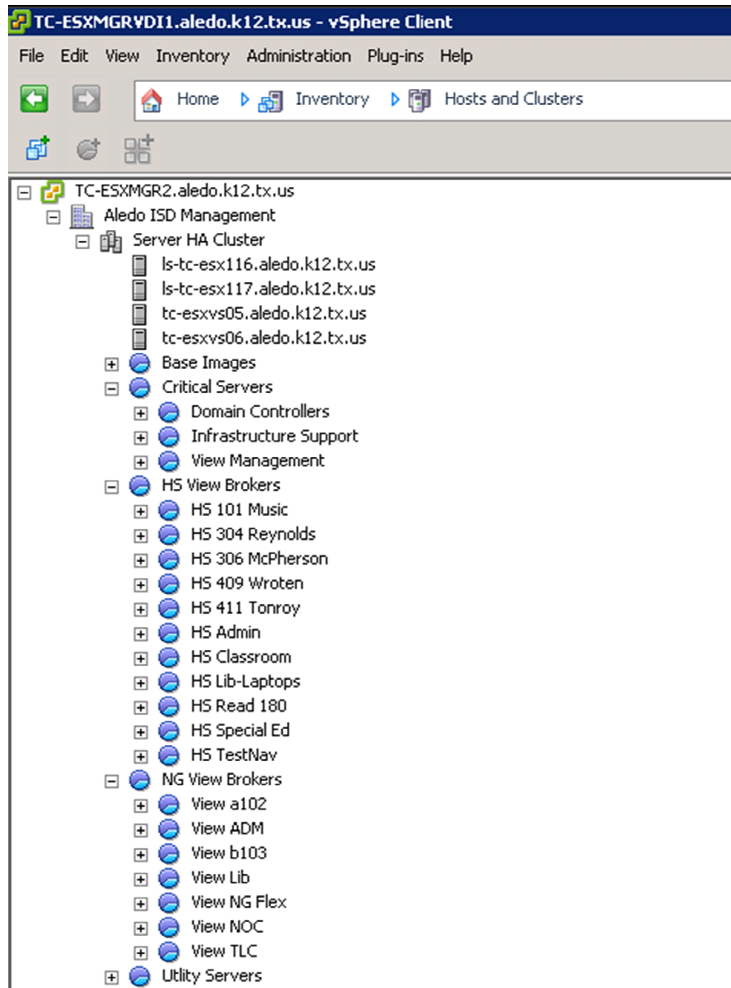 TC-ESXMGRVDI1.aledo.k12.tx.us - vSphere Client
File Edit View Inventory Administration Plug-ins Help
Home Inventory Hosts and Clusters
TC-ESXMGR2.aledo.k12.tx.us
Aledo ISD Management
Server HA Cluster
ls-tc-esx116.aledo.k12.tx.us
ls-tc-esx117.aledo.k12.tx.us
tc-esxvs05.aledo.k12.tx.us
tc-esxvs06.aledo.k12.tx.us
Base Images
Critical Servers
Domain Controllers
Infrastructure Support
View Management
HS View Brokers
HS 101 Music
HS 304 Reynolds
HS 306 McPherson
HS 409 Wroten
HS 411 Tonroy
HS Admin
HS Classroom
HS Lib-Laptops
HS Read 180
HS Special Ed
HS TestNav
NG View Brokers
View a102
View ADM
View b103
View Lib
View NG Flex
View NOC
View TLC
Utlity Servers